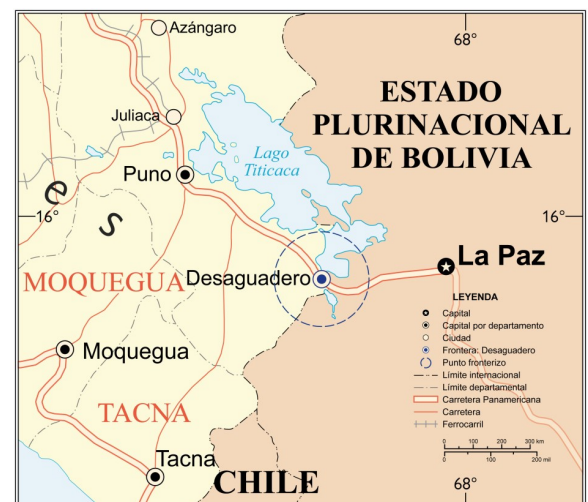 Azángaro
68°
ESTADO
PLURINACIONAL
DE BOLIVIA
Juliaca
Lago
Titicaca
Puno
e s
16°
16°
La Paz
MOQUEGUA
Desaguadero
LEYENDA
Capital
Capital por departamento
Ciudad
Frontera: Desaguadero
Punto fronterizo
Límite internacional
Límite departamental
Carretera Panamericana
Carretera
Ferrocarril
0 100 200 300 km
0 100 200 mil
Moquegua
TACNA
Tacna
CHILE
68°